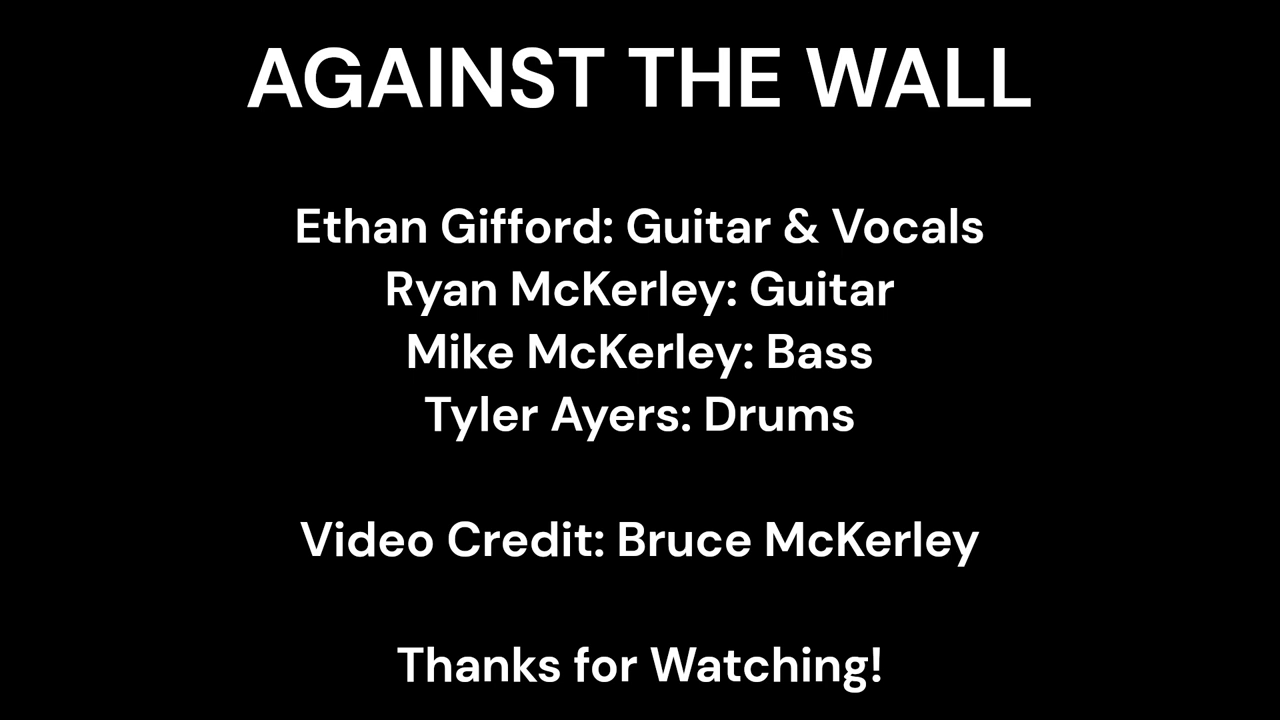 AGAINST THE WALL
Ethan Gifford: Guitar & Vocals
Ryan McKerley: Guitar
Mike McKerley: Bass
Tyler Ayers: Drums
Video Credit: Bruce McKerley
Thanks for Watching!